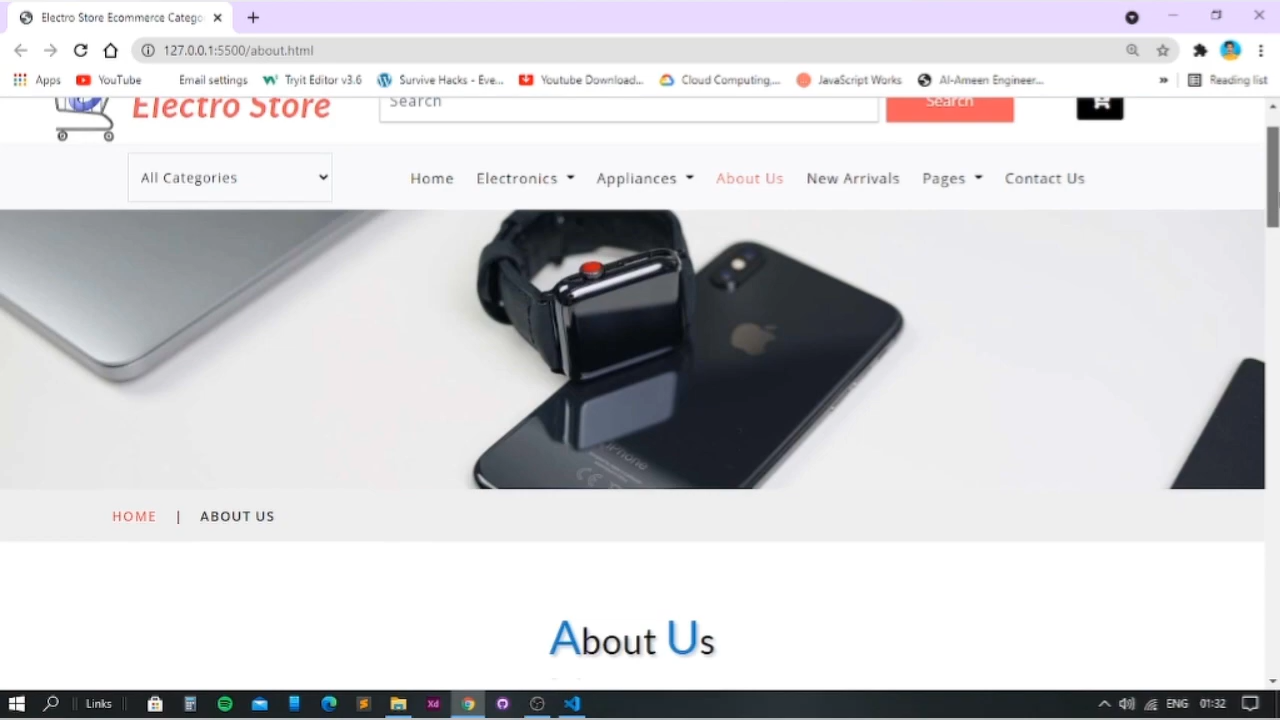 Electro Store Ecommerce Catego
127.0.0.1:5500/about.html
Apps YouTube Email settings Tryit Editor v3.6 Survive Hacks - Eve... Youtube Download... Cloud Computing,... JavaScript Works Al-Ameen Engineer... » Reading list
Electro Store Search Search
All Categories Home Electronics Appliances About Us New Arrivals Pages Contact Us
iPhone
HOME | ABOUT US
About Us
Links Xd ENG 01:32